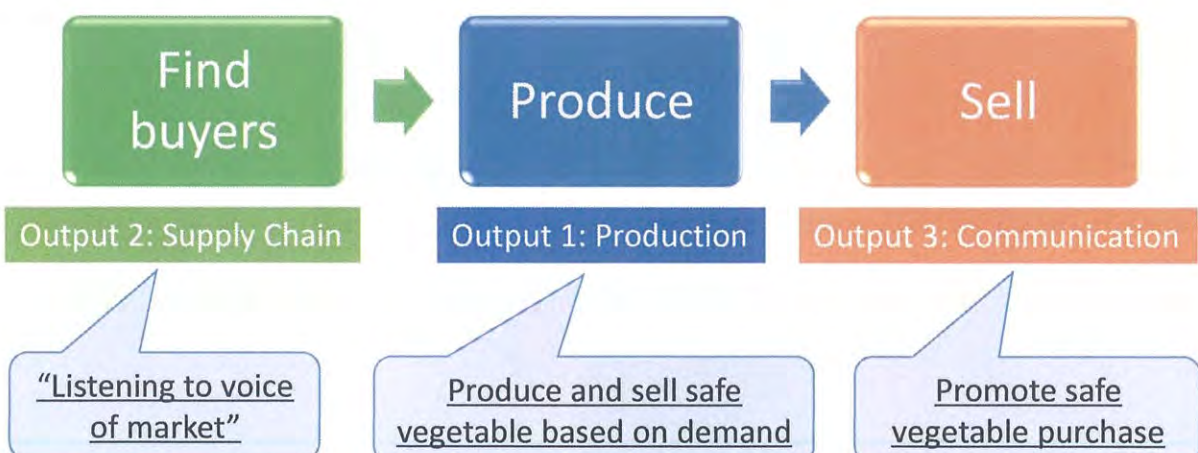 Find
buyers
Produce
Sell
Output 2: Supply Chain
Output 1: Production
Output 3: Communication
“Listening to voice
of market”
Produce and sell safe
vegetable based on demand
Promote safe
vegetable purchase